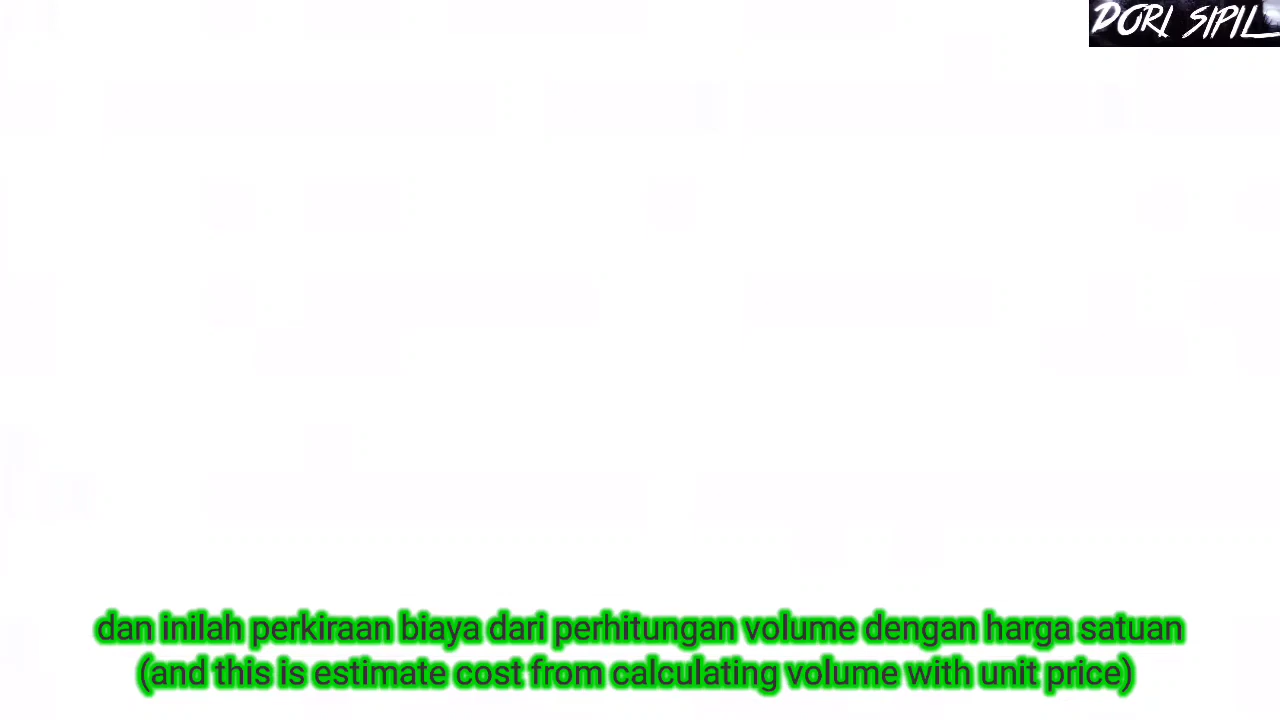 DORI SIPIL
dan inilah perkiraan biaya dari perhitungan volume dengan harga satuan
(and this is estimate cost from calculating volume with unit price)